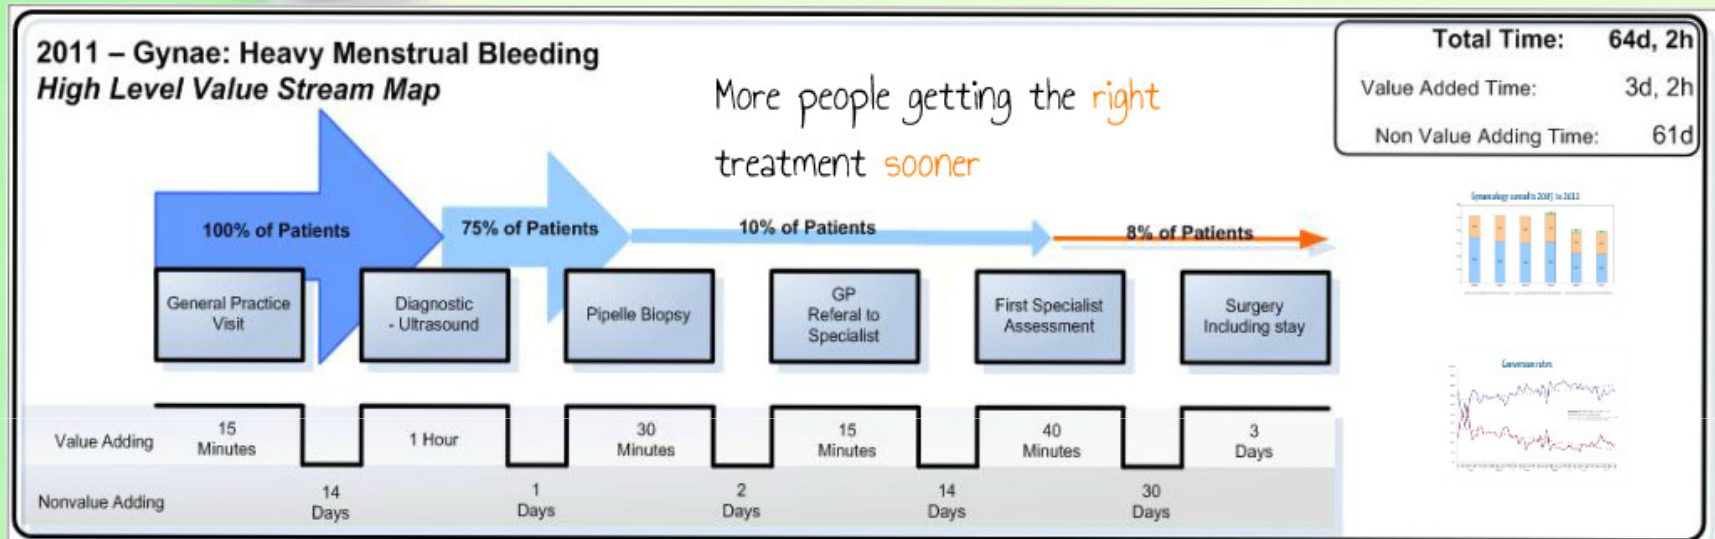 2011 – Gynae: Heavy Menstrual Bleeding
High Level Value Stream Map
More people getting the right
treatment sooner
Total Time: 64d, 2h
Value Added Time: 3d, 2h
Non Value Adding Time: 61d
100% of Patients
75% of Patients
10% of Patients
8% of Patients
General Practice
Visit
Diagnostic
- Ultrasound
Pipelle Biopsy
GP
Referal to
Specialist
First Specialist
Assessment
Surgery
Including stay
Value Adding
15
Minutes
1 Hour
30
Minutes
15
Minutes
40
Minutes
3
Days
Nonvalue Adding
14
Days
1
Days
2
Days
14
Days
30
Days
Conversion rates